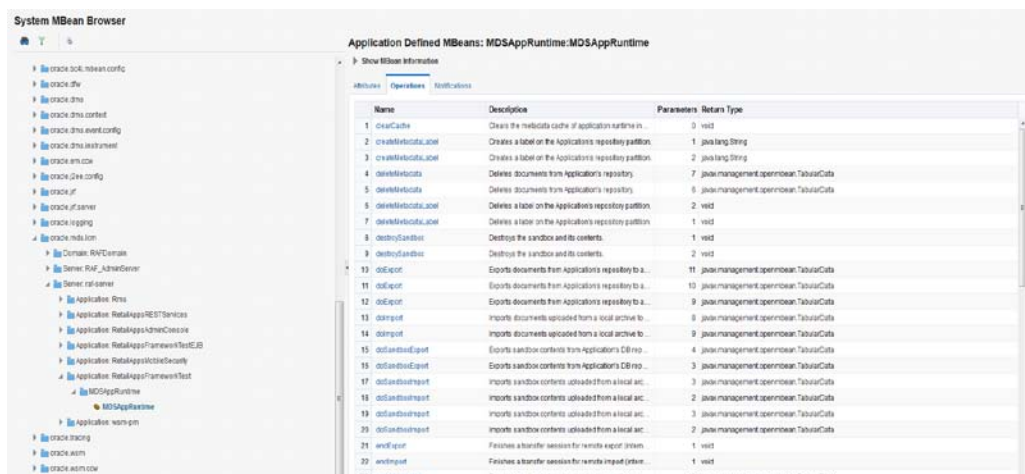 System MBean Browser
Application Defined MBeans: MDSAppRuntime:MDSAppRuntime
Show MBean Information
Attributes Operations Notifications
oracle.bc4j.mbean.config
oracle.dfw
oracle.dms
oracle.dms.context
oracle.dms.event.config
oracle.dms.instrument
oracle.em.ccw
oracle.j2ee.config
oracle.jrf
oracle.jrf.server
oracle.logging
oracle.mds.lcm
Domain: RAFDomain
Server: RAF_AdminServer
Server: raf-server
Application: Rms
Application: RetailAppsRESTServices
Application: RetailAppsAdminConsole
Application: RetailAppsFrameworkTestEJB
Application: RetailAppsMobileSecurity
Application: RetailAppsFrameworkTest
MDSAppRuntime
MDSAppRuntime
Application: wsm-pm
oracle.tracing
oracle.wsm
oracle.wsm.ccw
Name Description Parameters Return Type
1 clearCache Clears the metadata cache of application runtime in ... 0 void
2 createMetadataLabel Creates a label on the Application's repository partition. 1 java.lang.String
3 createMetadataLabel Creates a label on the Application's repository partition. 2 java.lang.String
4 deleteMetadata Deletes documents from Application's repository. 7 javax.management.openmbean.TabularData
5 deleteMetadata Deletes documents from Application's repository. 6 javax.management.openmbean.TabularData
6 deleteMetadataLabel Deletes a label on the Application's repository partition. 2 void
7 deleteMetadataLabel Deletes a label on the Application's repository partition. 1 void
8 destroySandbox Destroys the sandbox and its contents. 1 void
9 destroySandbox Destroys the sandbox and its contents. 2 void
10 doExport Exports documents from Application's repository to a ... 11 javax.management.openmbean.TabularData
11 doExport Exports documents from Application's repository to a ... 10 javax.management.openmbean.TabularData
12 doExport Exports documents from Application's repository to a ... 9 javax.management.openmbean.TabularData
13 doImport Imports documents uploaded from a local archive to ... 8 javax.management.openmbean.TabularData
14 doImport Imports documents uploaded from a local archive to ... 9 javax.management.openmbean.TabularData
15 doSandboxExport Exports sandbox contents from Application's DB rep ... 4 javax.management.openmbean.TabularData
16 doSandboxExport Exports sandbox contents from Application's DB rep ... 3 javax.management.openmbean.TabularData
17 doSandboxImport Imports sandbox contents uploaded from a local arc ... 3 javax.management.openmbean.TabularData
18 doSandboxImport Imports sandbox contents uploaded from a local arc ... 2 javax.management.openmbean.TabularData
19 doSandboxImport Imports sandbox contents uploaded from a local arc ... 3 javax.management.openmbean.TabularData
20 doSandboxImport Imports sandbox contents uploaded from a local arc ... 2 javax.management.openmbean.TabularData
21 endExport Finishes a transfer session for remote export (intern ... 1 void
22 endImport Finishes a transfer session for remote import (intern ... 1 void